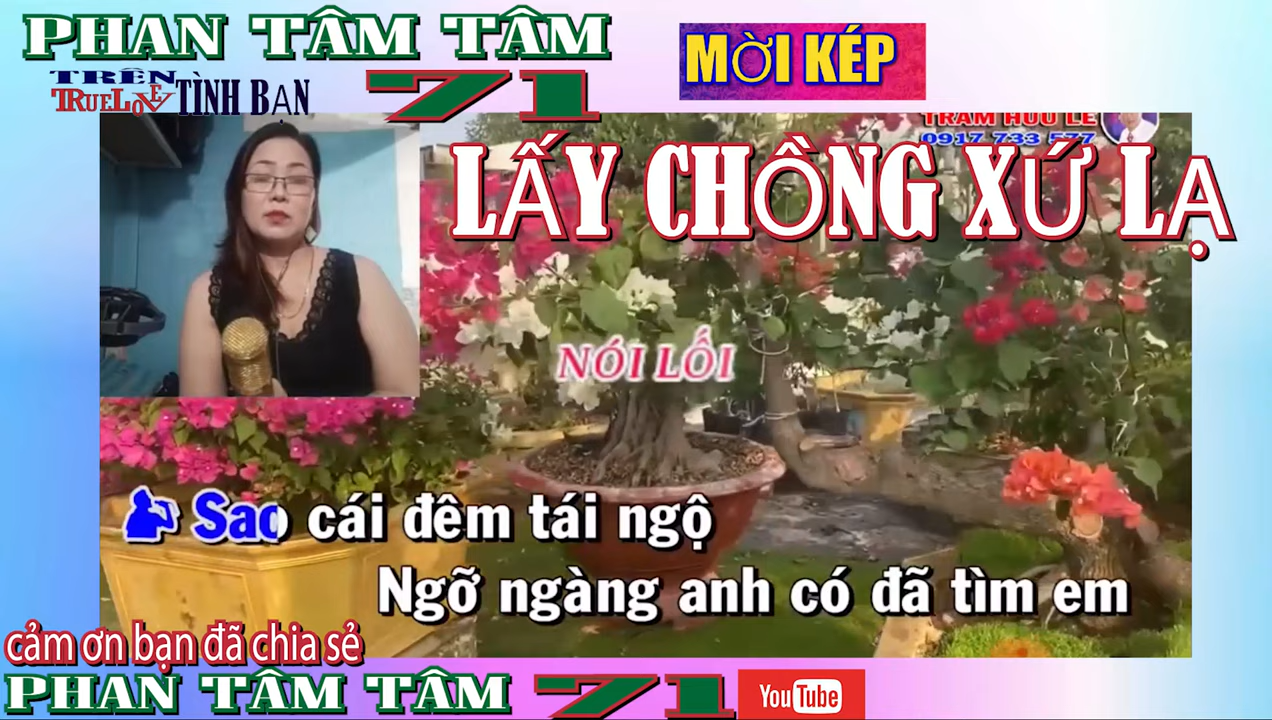 PHAN TÂM TÂM
71
TRÊN
TRUELOVE
TÌNH BẠN
MỜI KÉP
TRÂM HỮU LÊ
0917 733 577
LẤY CHỒNG XỨ LẠ
NÓI LỐI
Sao cái đêm tái ngộ
Ngỡ ngàng anh có đã tìm em
cảm ơn bạn đã chia sẻ
PHAN TÂM TÂM 71
YouTube